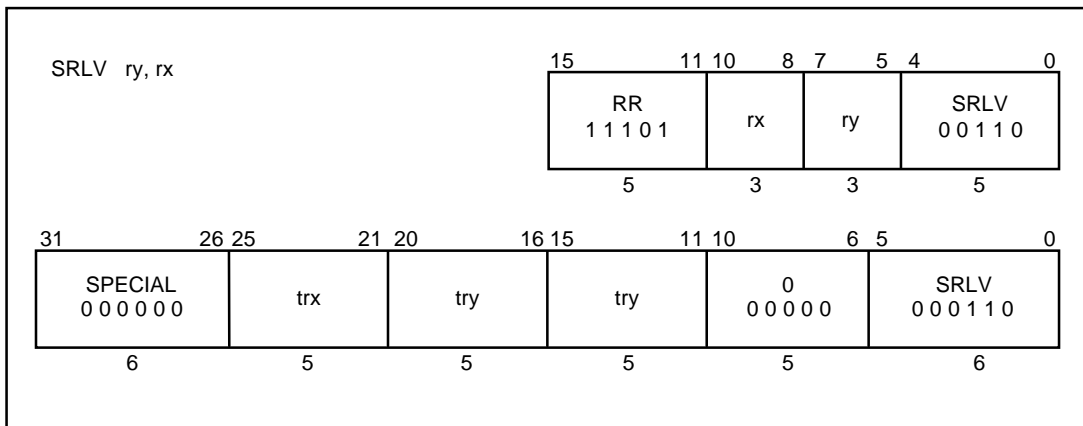 SRLV ry, rx
15 11 10 8 7 5 4 0
RR rx ry SRLV
1 1 1 0 1 0 0 1 1 0
5 3 3 5
31 26 25 21 20 16 15 11 10 6 5 0
SPECIAL trx try try 0 SRLV
0 0 0 0 0 0 0 0 0 0 0 0 0 0 1 1 0
6 5 5 5 5 6